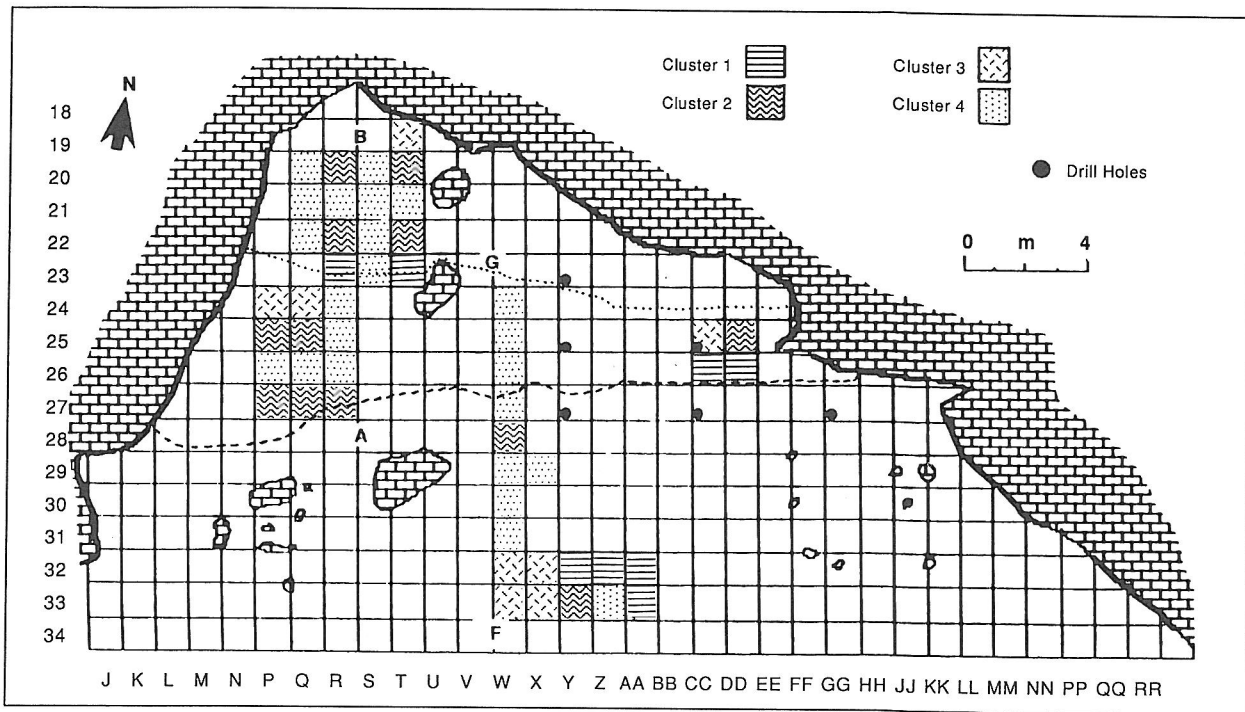 Cluster 1
Cluster 2
Cluster 3
Cluster 4
Drill Holes
0 m 4
N
18
19
20
21
22
23
24
25
26
27
28
29
30
31
32
33
34
B
G
A
F
J K L M N P Q R S T U V W X Y Z AA BB CC DD EE FF GG HH JJ KK LL MM NN PP QQ RR